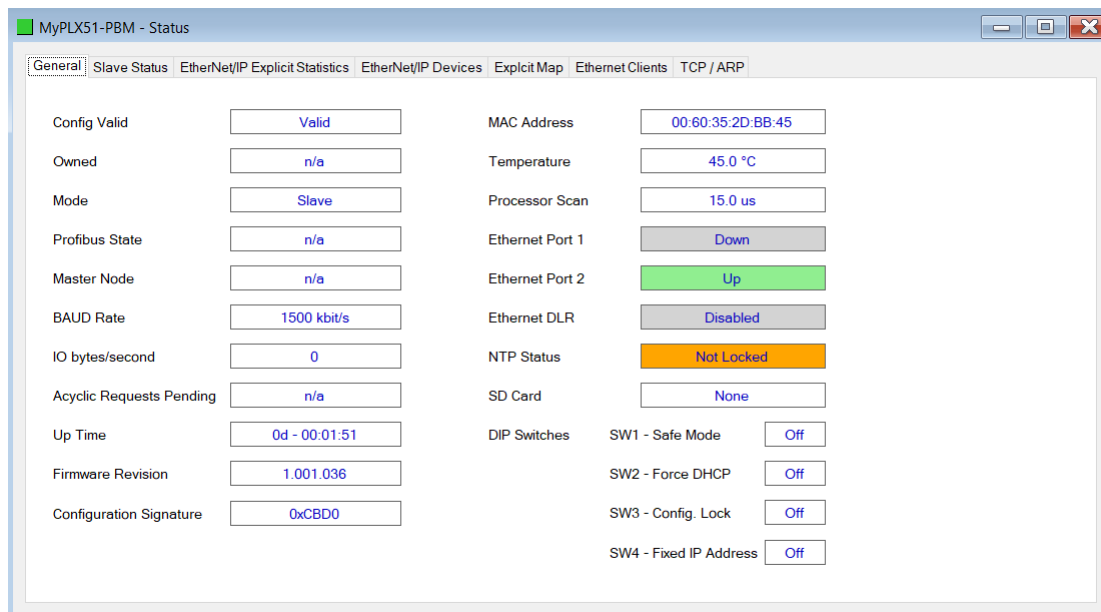 MyPLX51-PBM - Status
General Slave Status EtherNet/IP Explicit Statistics EtherNet/IP Devices Explcit Map Ethernet Clients TCP / ARP
Config Valid Valid MAC Address 00:60:35:2D:BB:45
Owned n/a Temperature 45.0 °C
Mode Slave Processor Scan 15.0 us
Profibus State n/a Ethernet Port 1 Down
Master Node n/a Ethernet Port 2 Up
BAUD Rate 1500 kbit/s Ethernet DLR Disabled
IO bytes/second 0 NTP Status Not Locked
Acyclic Requests Pending n/a SD Card None
Up Time 0d - 00:01:51 DIP Switches SW1 - Safe Mode Off
Firmware Revision 1.001.036 SW2 - Force DHCP Off
Configuration Signature 0xCBD0 SW3 - Config. Lock Off
SW4 - Fixed IP Address Off